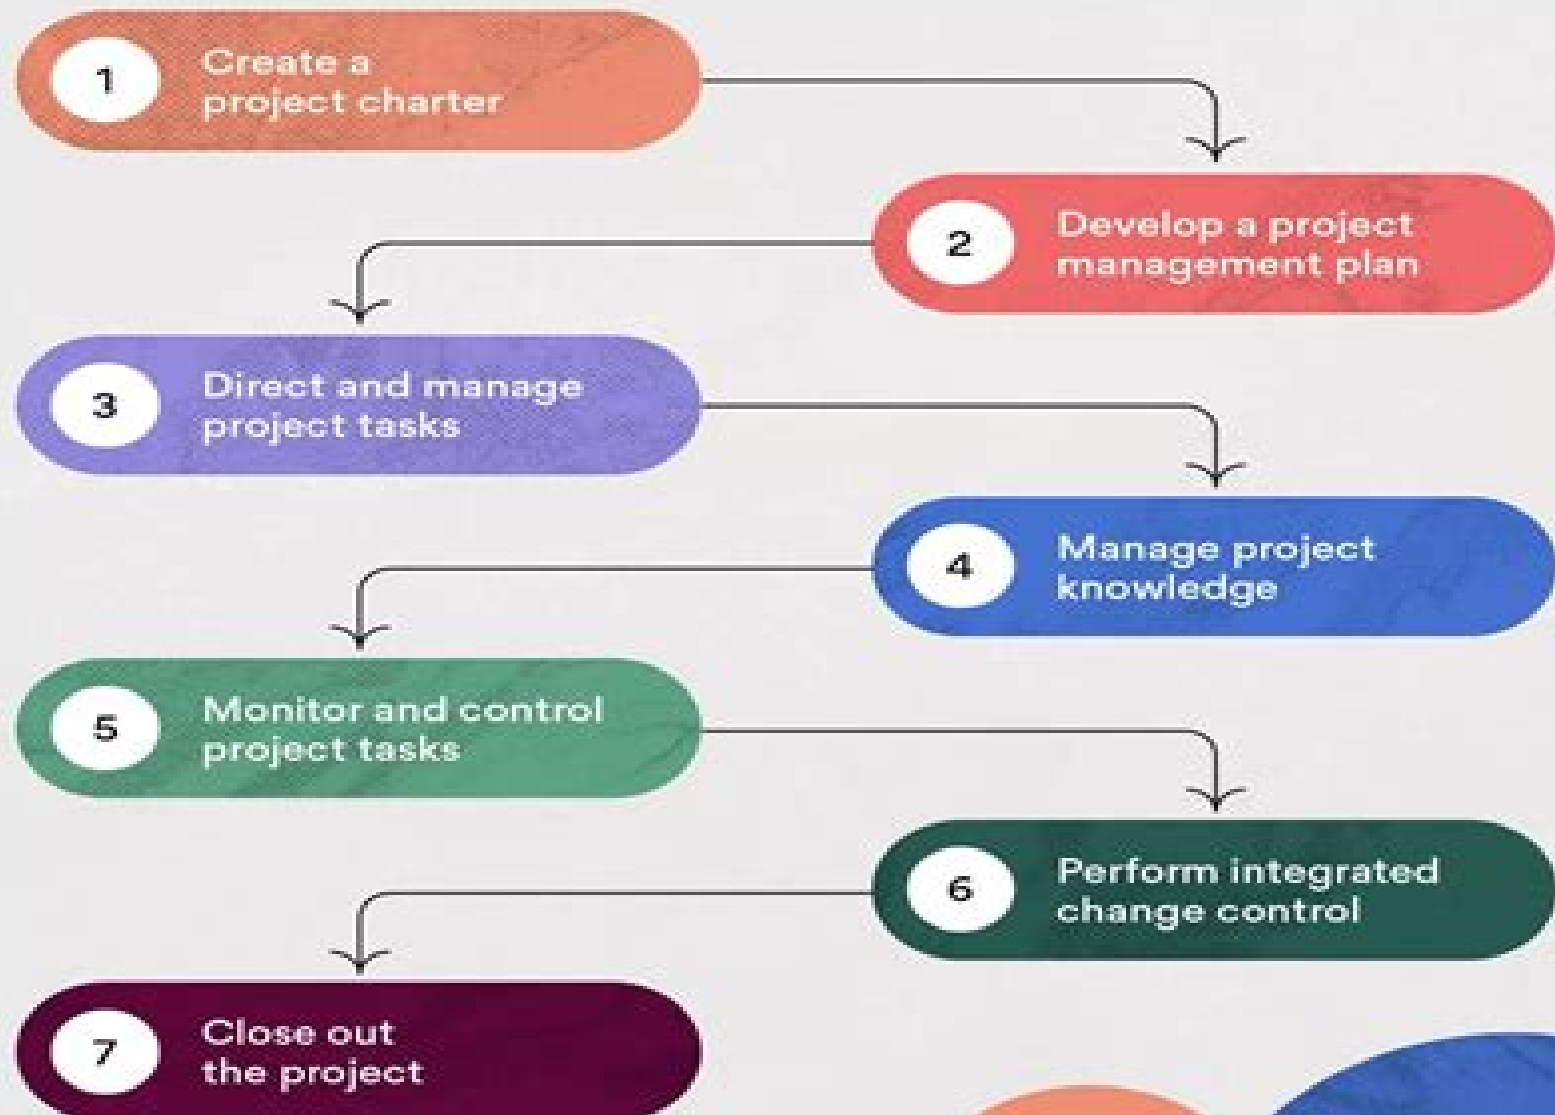 1
Create a
project charter
2
Develop a project
management plan
3
Direct and manage
project tasks
4
Manage project
knowledge
5
Monitor and control
project tasks
6
Perform integrated
change control
7
Close out
the project